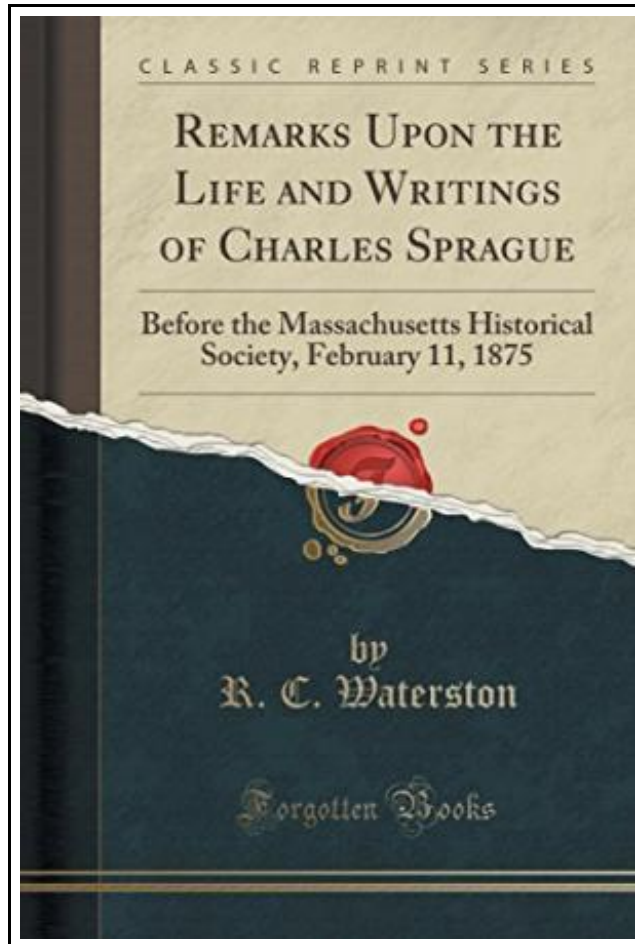 CLASSIC REPRINT SERIES
REMARKS UPON THE
LIFE AND WRITINGS
OF CHARLES SPRAGUE
Before the Massachusetts Historical
Society, February 11, 1875
by
R. C. Waterston
Forgotten Books